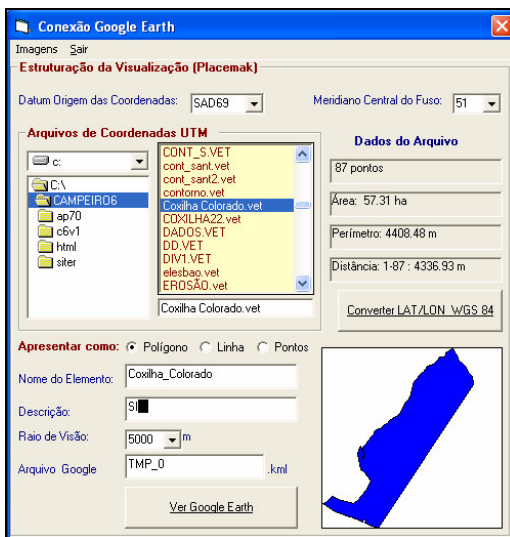 Conexão Google Earth
Imagens Sair
Estruturação da Visualização (Placemak)
Datum Origem das Coordenadas: SAD69 Meridiano Central do Fuso: 51
Arquivos de Coordenadas UTM
c:
C:\
CAMPEIRO6
ap70
c6v1
html
siter
CONT_S.VET
cont_sant.vet
cont_sant2.vet
contorno.vet
Coxilha Colorado.vet
COXILHA22.vet
DADOS.VET
DD.VET
DIV1.VET
elesbao.vet
EROSÃO.vet
Coxilha Colorado.vet
Dados do Arquivo
87 pontos
Área: 57.31 ha
Perímetro: 4408.48 m
Distância: 1-87 : 4336.93 m
Converter LAT/LON WGS 84
Apresentar como: Polígono Linha Pontos
Nome do Elemento: Coxilha_Colorado
Descrição: SI
Raio de Visão: 5000 m
Arquivo Google TMP_0 .kml
Ver Google Earth